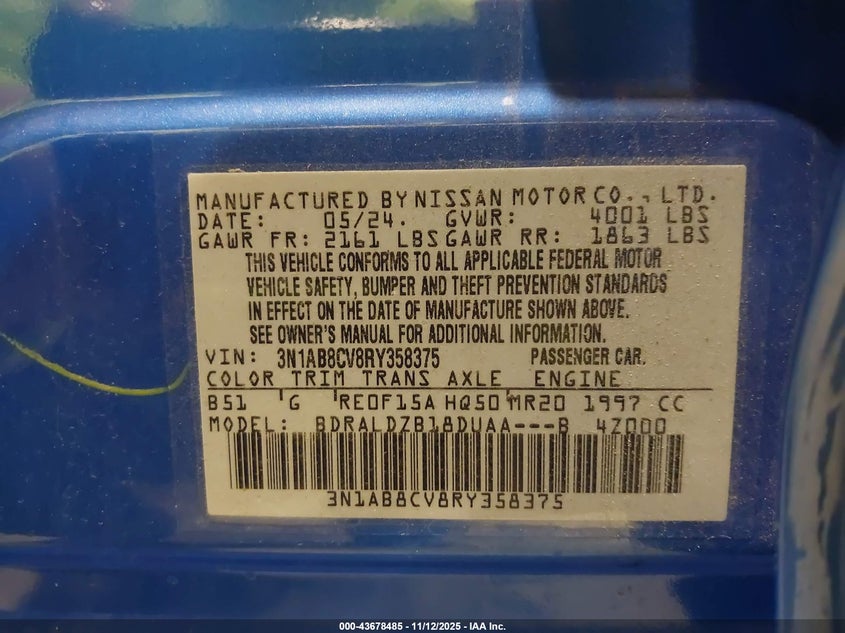 MANUFACTURED BY NISSAN MOTOR CO., LTD.
DATE: 05/24. GVWR: 4001 LBS
GAWR FR: 2161 LBS GAWR RR: 1863 LBS
THIS VEHICLE CONFORMS TO ALL APPLICABLE FEDERAL MOTOR
VEHICLE SAFETY, BUMPER AND THEFT PREVENTION STANDARDS
IN EFFECT ON THE DATE OF MANUFACTURE SHOWN ABOVE.
SEE OWNER'S MANUAL FOR ADDITIONAL INFORMATION.
VIN: 3N1AB8CV8RY358375 PASSENGER CAR.
COLOR TRIM TRANS AXLE ENGINE
B51 'G 'RE0F15A HQ50'MR20 1997 CC
MODEL: BDRALDZB18DUAA---B 4Z000
3N1AB8CV8RY358375
000-43678485 - 11/12/2025 - IAA Inc.